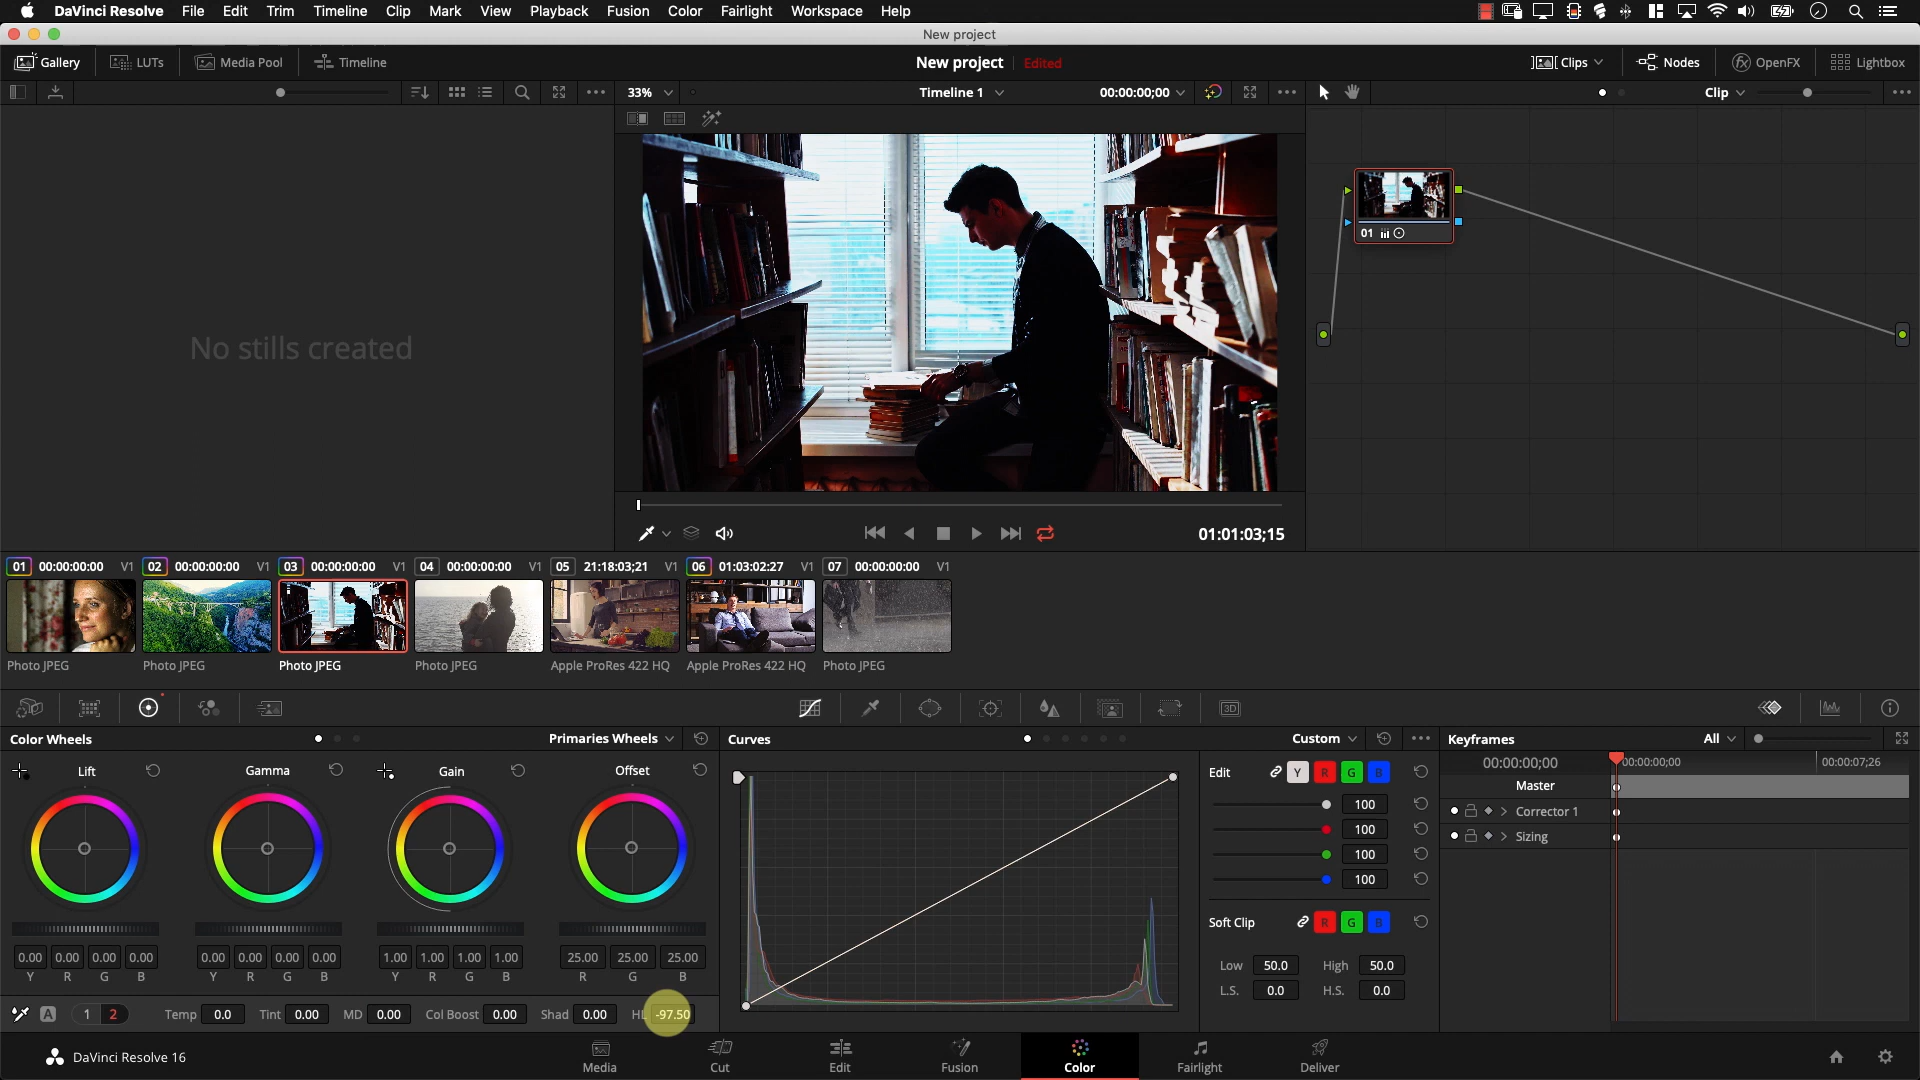 DaVinci Resolve File Edit Trim Timeline Clip Mark View Playback Fusion Color Fairlight Workspace Help
New project
Gallery LUTs Media Pool Timeline New project Edited Clips Nodes OpenFX Lightbox
33% Timeline 1 00:00:00;00 Clip
No stills created
01
01:01:03;15
01 00:00:00:00 V1 02 00:00:00:00 V1 03 00:00:00:00 V1 04 00:00:00:00 V1 05 21:18:03;21 V1 06 01:03:02:27 V1 07 00:00:00:00 V1
Photo JPEG Photo JPEG Photo JPEG Photo JPEG Apple ProRes 422 HQ Apple ProRes 422 HQ Photo JPEG
3D
Color Wheels Primaries Wheels Curves Custom Keyframes All
Lift Gamma Gain Offset Edit Y R G B 00:00:00;00 00:00:00;00 00:00:07;26
Master
100 Corrector 1
100 Sizing
100
100
Soft Clip R G B
0.00 0.00 0.00 0.00 0.00 0.00 0.00 0.00 1.00 1.00 1.00 1.00 25.00 25.00 25.00 Low 50.0 High 50.0
Y R G B Y R G B Y R G B R G B L.S. 0.0 H.S. 0.0
A 1 2 Temp 0.0 Tint 0.00 MD 0.00 Col Boost 0.00 Shad 0.00 HL -97.50
DaVinci Resolve 16 Media Cut Edit Fusion Color Fairlight Deliver